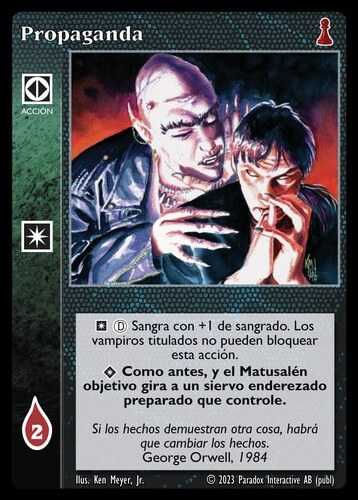 Propaganda
ACCIÓN
D Sangra con +1 de sangrado. Los
vampiros titulados no pueden bloquear
esta acción.
Como antes, y el Matusalén
objetivo gira a un siervo enderezado
preparado que controle.
Si los hechos demuestran otra cosa, habrá
que cambiar los hechos.
George Orwell, 1984
2
Ilus. Ken Meyer, Jr. © 2023 Paradox Interactive AB (publ)